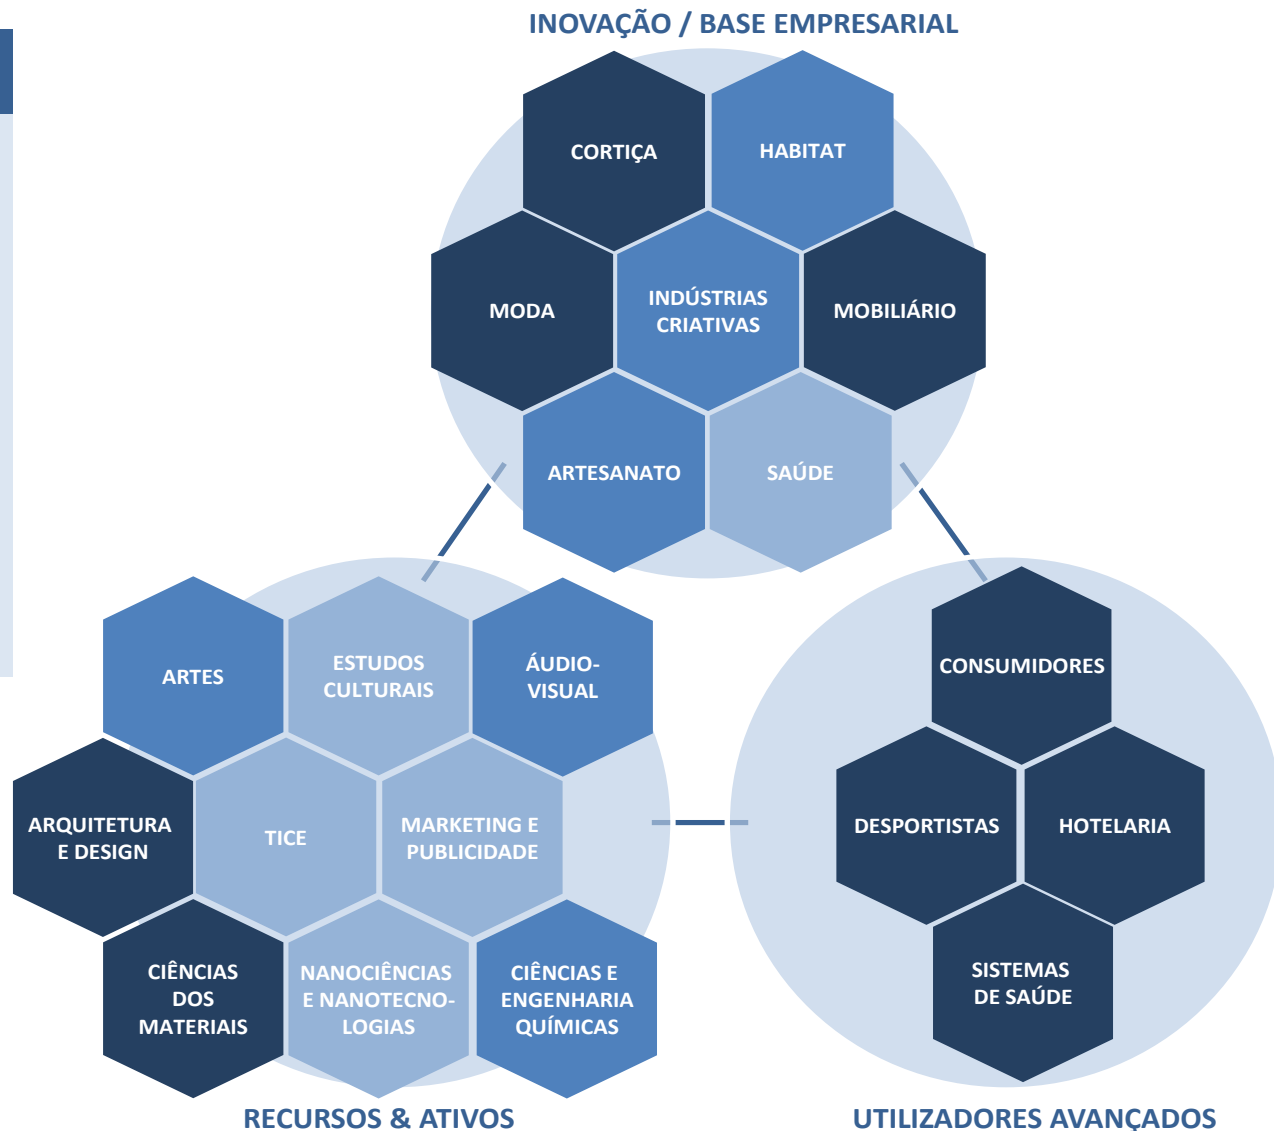 INOVAÇÃO / BASE EMPRESARIAL
CORTIÇA
HABITAT
MODA
INDÚSTRIAS
CRIATIVAS
MOBILIÁRIO
ARTESANATO
SAÚDE
ARTES
ESTUDOS
CULTURAIS
ÁUDIO-
VISUAL
ARQUITETURA
E DESIGN
TICE
MARKETING E
PUBLICIDADE
CIÊNCIAS
DOS
MATERIAIS
NANOCIÊNCIAS
E NANOTECNO-
LOGIAS
CIÊNCIAS E
ENGENHARIA
QUÍMICAS
RECURSOS & ATIVOS
CONSUMIDORES
DESPORTISTAS
HOTELARIA
SISTEMAS
DE SAÚDE
UTILIZADORES AVANÇADOS